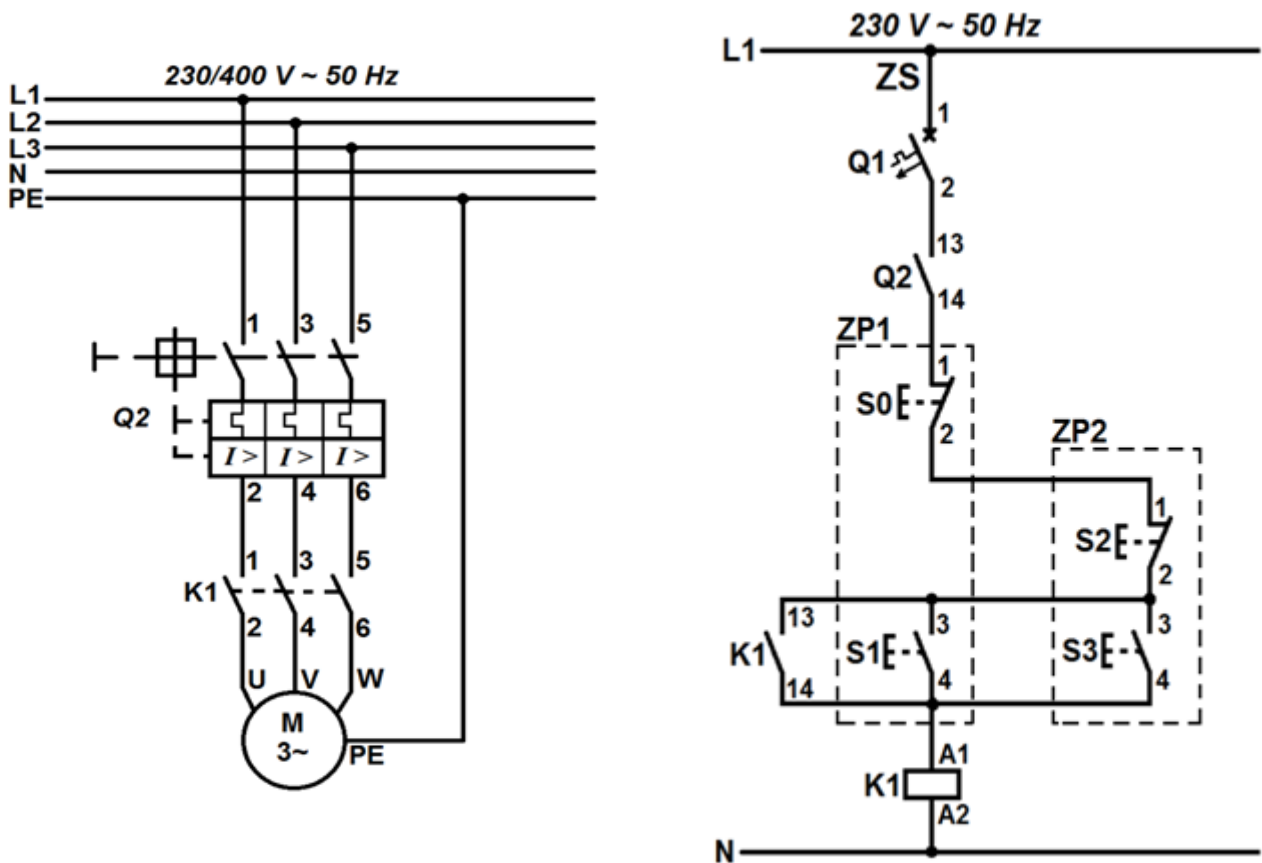 230/400 V ~ 50 Hz
L1
L2
L3
N
PE
1 3 5
Q2
I > I > I >
2 4 6
1 3 5
K1
2 4 6
U V W
M
3~
PE
230 V ~ 50 Hz
L1
ZS
1
Q1
2
13
Q2
14
ZP1
1
S0
2
ZP2
1
S2
2
13 3 3
K1 S1 S3
14 4 4
A1
K1
A2
N